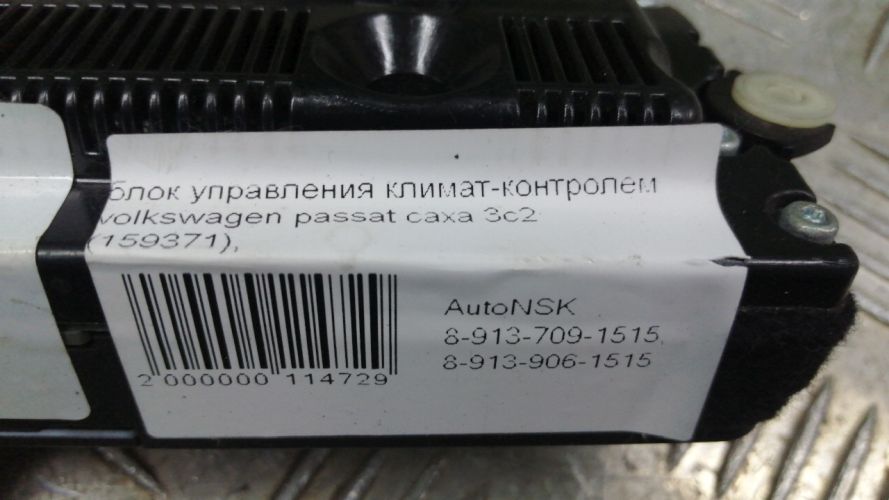 блок управления климат-контролем
volkswagen passat caxa 3c2
(159371),
AutoNSK
8-913-709-1515,
8-913-906-1515
2 000000 114729